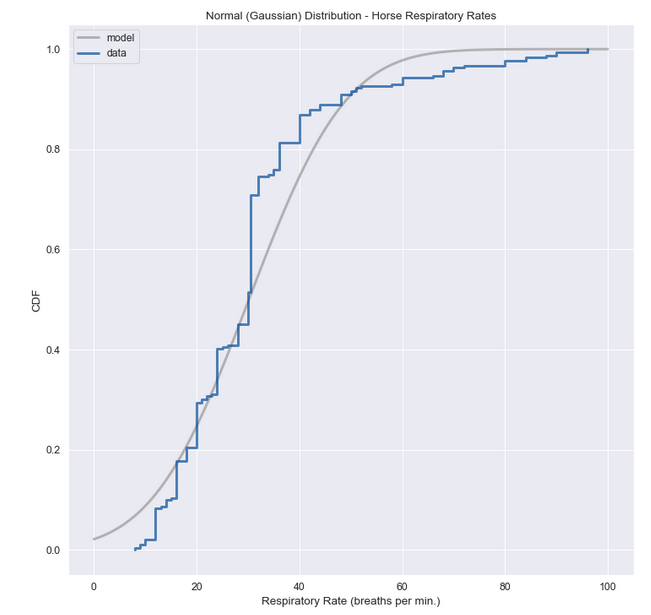 Normal (Gaussian) Distribution - Horse Respiratory Rates
model
data
1.0
0.8
0.6
0.4
0.2
0.0
CDF
0 20 40 60 80 100
Respiratory Rate (breaths per min.)